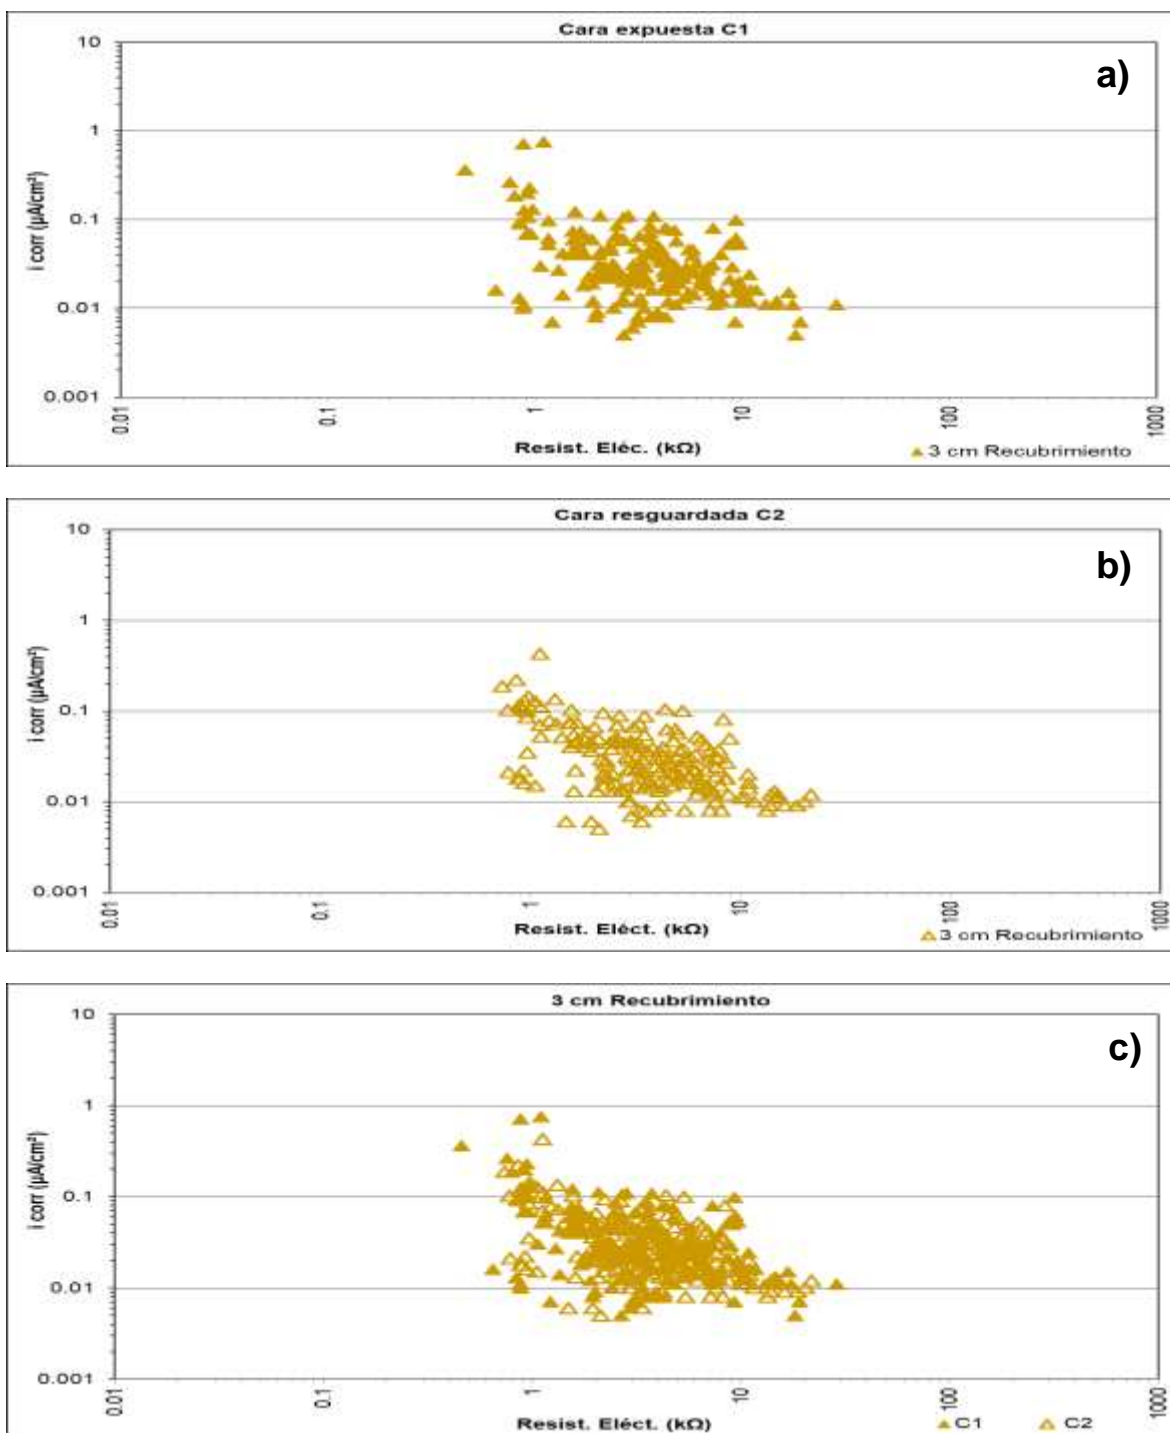 Cara expuesta C1
a)
10
1
0.1
0.01
0.001
i corr (µA/cm²)
0.01
0.1
1
10
100
1000
Resist. Eléc. (kΩ)
3 cm Recubrimiento
Cara resguardada C2
b)
10
1
0.1
0.01
0.001
i corr (µA/cm²)
0.01
0.1
1
10
100
1000
Resist. Eléct. (kΩ)
3 cm Recubrimiento
3 cm Recubrimiento
c)
10
1
0.1
0.01
0.001
i corr (µA/cm²)
0.01
0.1
1
10
100
1000
Resist. Eléct. (kΩ)
C1 C2